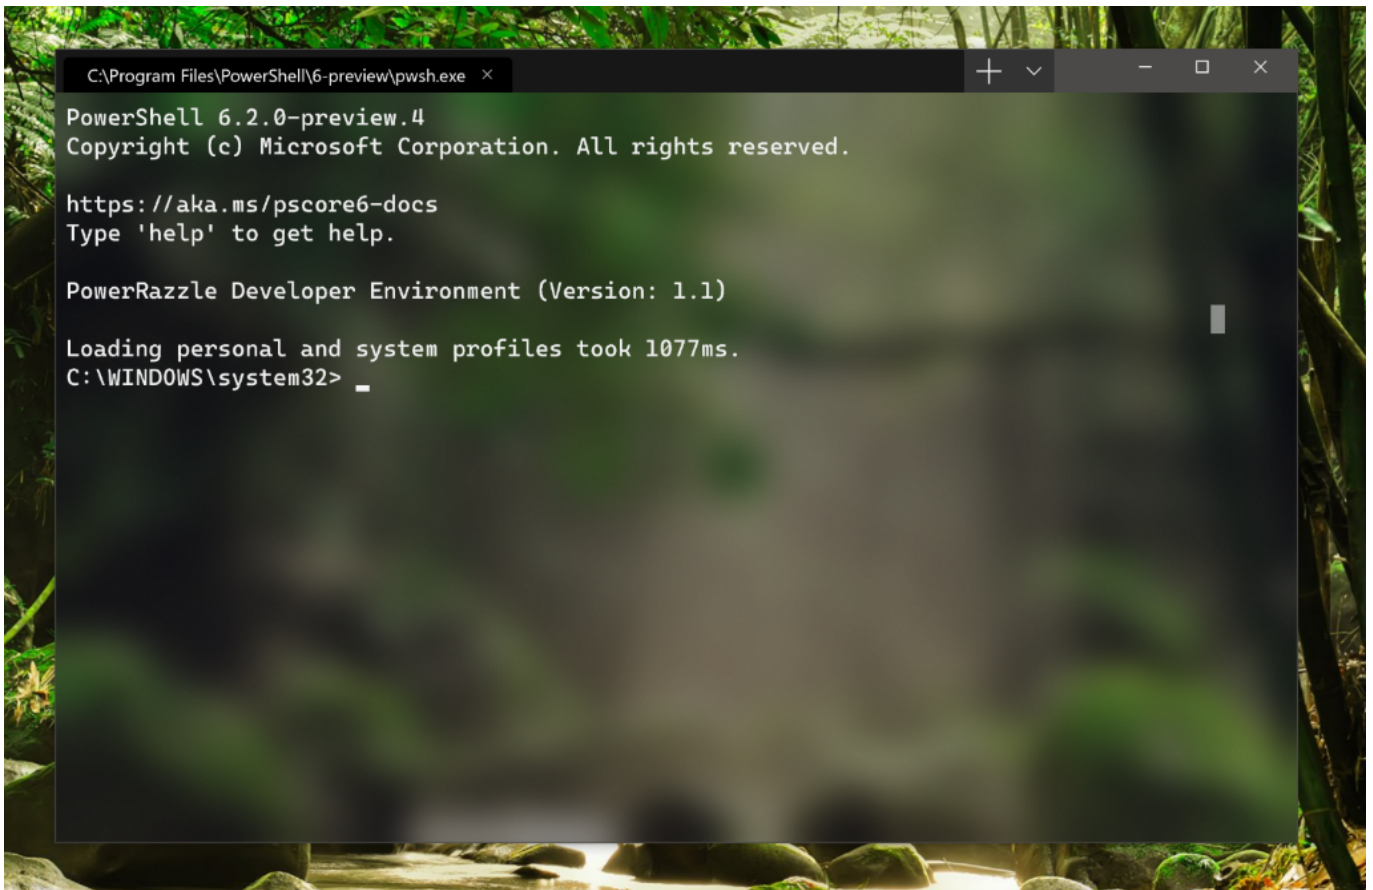 C:\Program Files\PowerShell\6-preview\pwsh.exe
PowerShell 6.2.0-preview.4
Copyright (c) Microsoft Corporation. All rights reserved.
https://aka.ms/pscore6-docs
Type 'help' to get help.
PowerRazzle Developer Environment (Version: 1.1)
Loading personal and system profiles took 1077ms.
C:\WINDOWS\system32> _